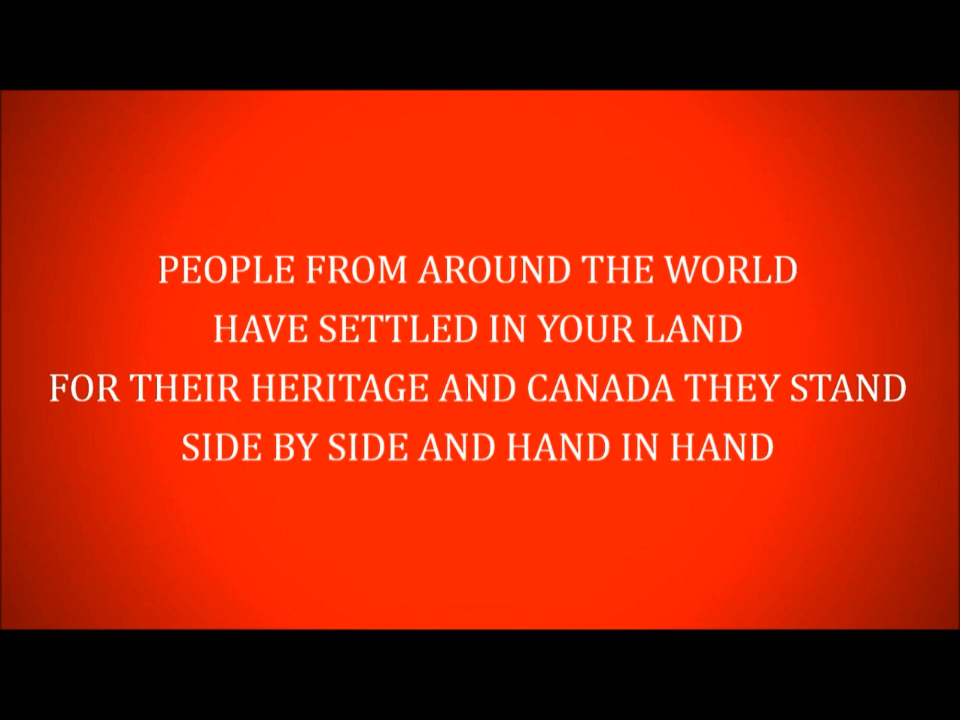 PEOPLE FROM AROUND THE WORLD
HAVE SETTLED IN YOUR LAND
FOR THEIR HERITAGE AND CANADA THEY STAND
SIDE BY SIDE AND HAND IN HAND